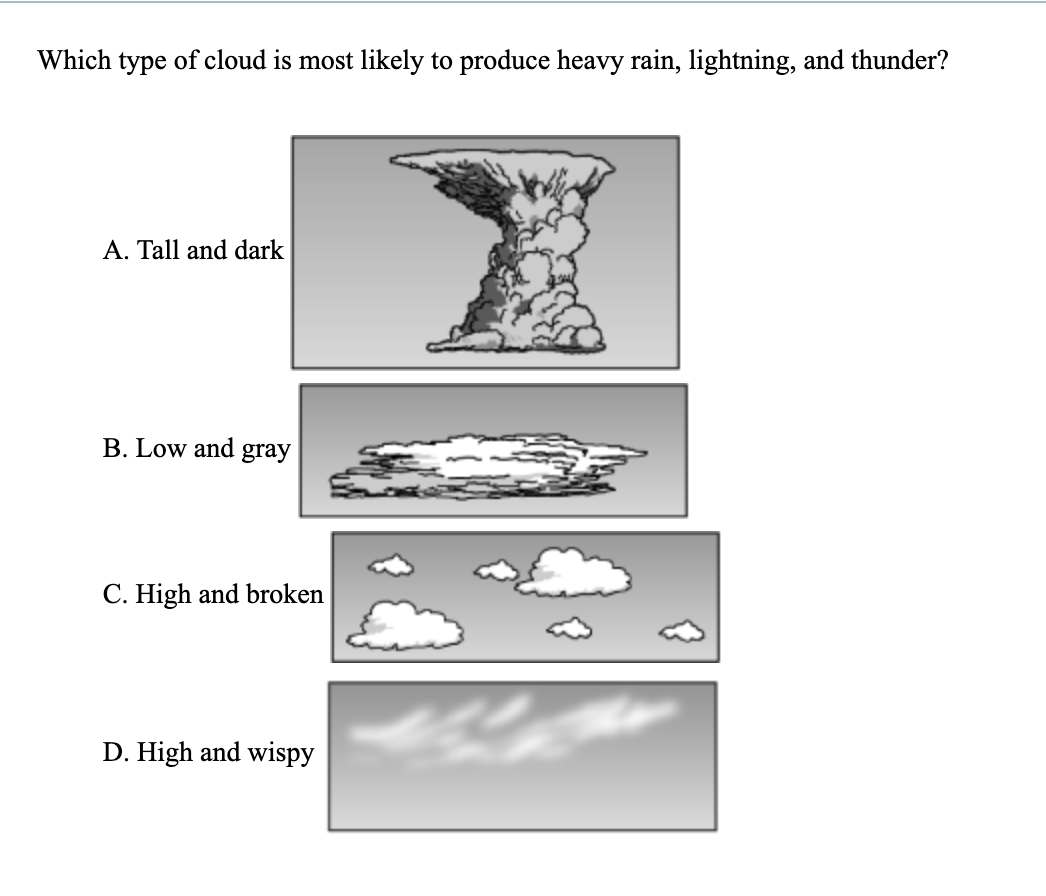 Which type of cloud is most likely to produce heavy rain, lightning, and thunder?
A. Tall and dark
B. Low and gray
C. High and broken
D. High and wispy